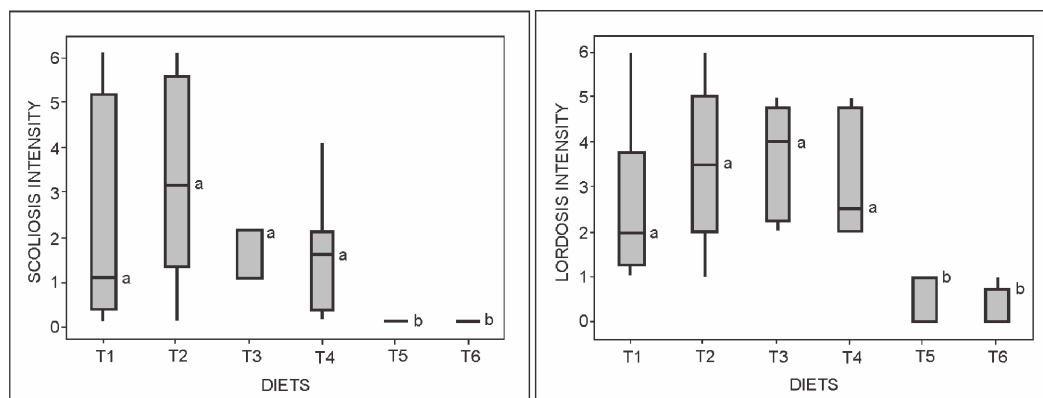 SCOLIOSIS INTENSITY
6
5
4
3
2
1
0
a
a
a
a
b
b
T1 T2 T3 T4 T5 T6
DIETS
LORDOSIS INTENSITY
6
5
4
3
2
1
0
a
a
a
a
b
b
T1 T2 T3 T4 T5 T6
DIETS